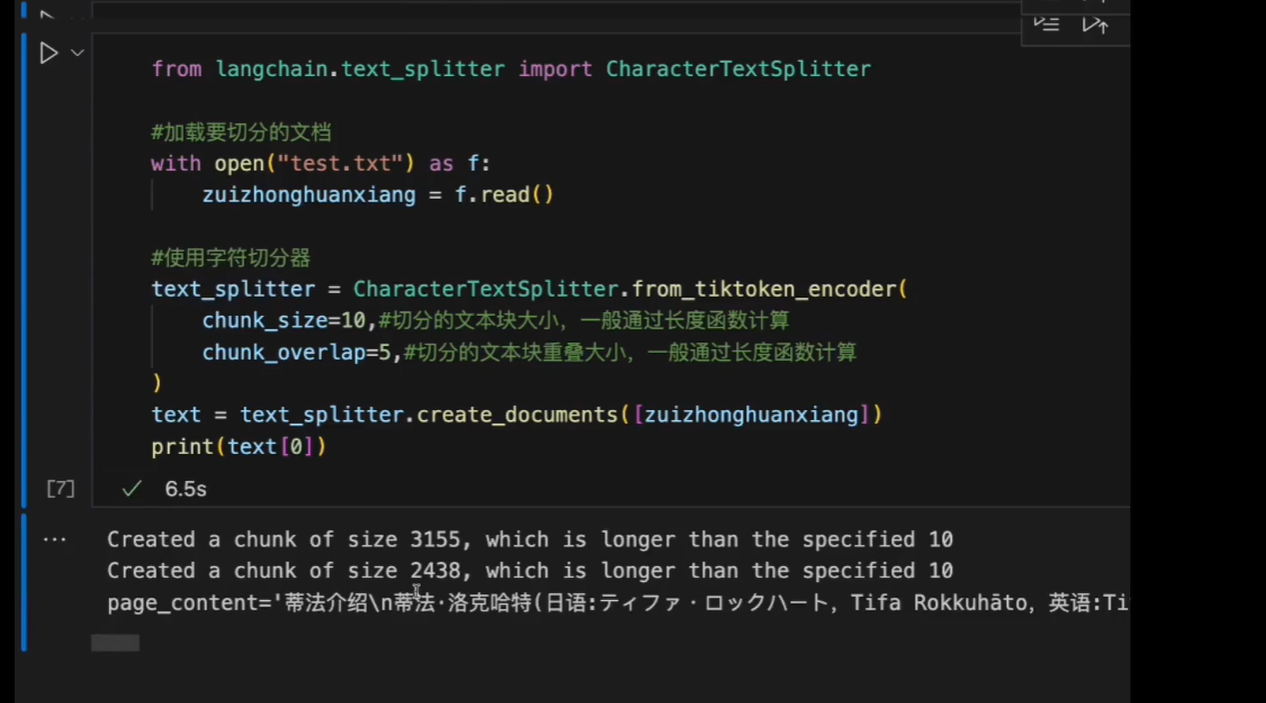 from langchain.text_splitter import CharacterTextSplitter
#加载要切分的文档
with open("test.txt") as f:
zuizhonghuanxiang = f.read()
#使用字符切分器
text_splitter = CharacterTextSplitter.from_tiktoken_encoder(
chunk_size=10,#切分的文本块大小，一般通过长度函数计算
chunk_overlap=5,#切分的文本块重叠大小，一般通过长度函数计算
)
text = text_splitter.create_documents([zuizhonghuanxiang])
print(text[0])
[7] 6.5s
Created a chunk of size 3155, which is longer than the specified 10
Created a chunk of size 2438, which is longer than the specified 10
page_content='蒂法介绍\n蒂法·洛克哈特(日语:ティファ・ロックハート, Tifa Rokkuhāto, 英语:Ti